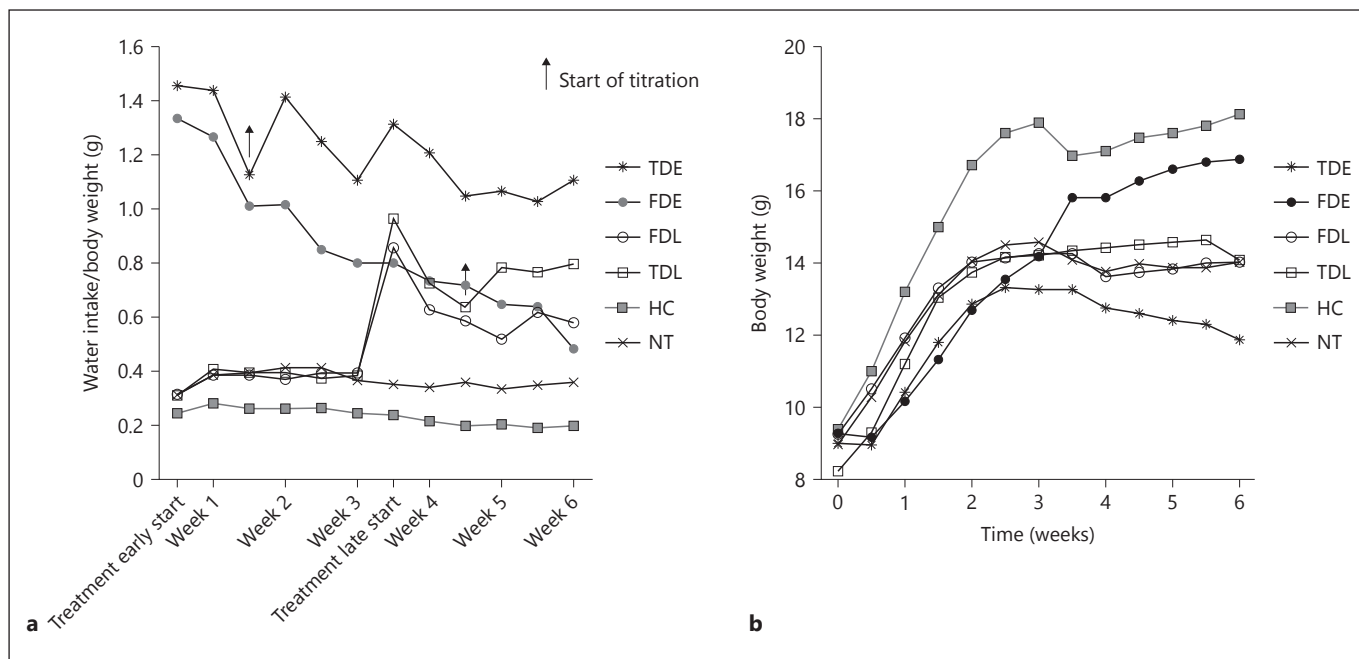 1.6
1.4
1.2
1.0
0.8
0.6
0.4
0.2
0
Water intake/body weight (g)
Start of titration
TDE
FDE
FDL
TDL
HC
NT
Treatment early start
Week 1
Week 2
Week 3
Treatment late start
Week 4
Week 5
Week 6
a
20
18
16
14
12
10
8
Body weight (g)
TDE
FDE
FDL
TDL
HC
NT
0 1 2 3 4 5 6
Time (weeks)
b